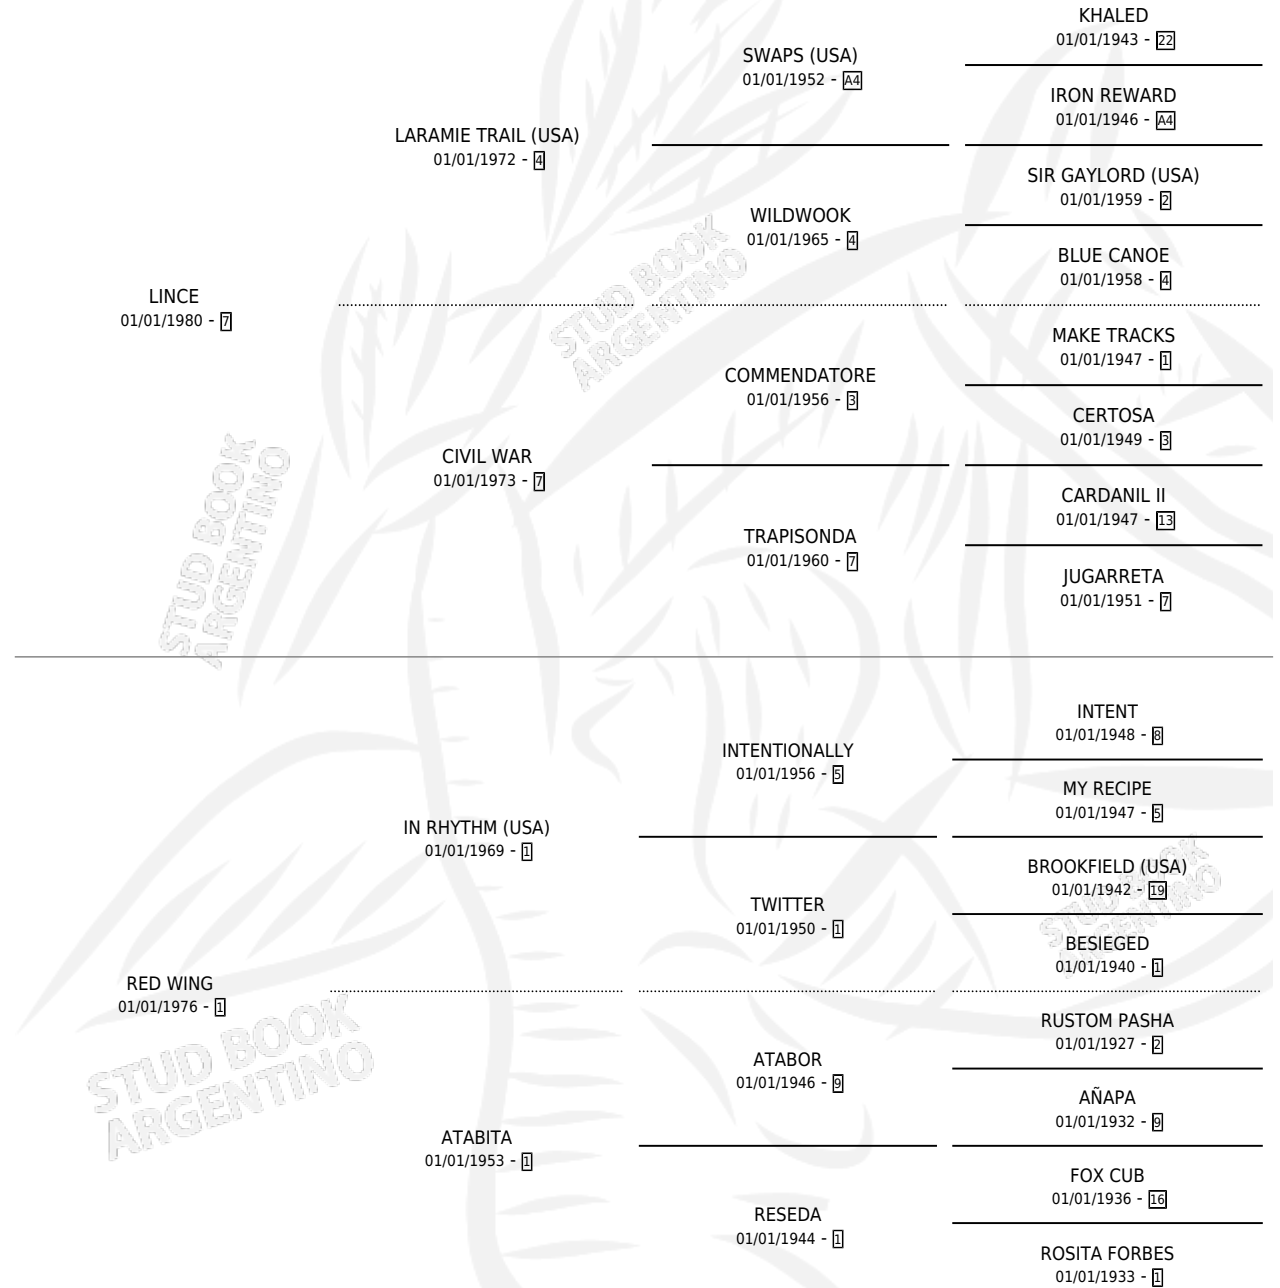 KHALED
01/01/1943 - 22
SWAPS (USA)
01/01/1952 - A4
IRON REWARD
01/01/1946 - A4
LARAMIE TRAIL (USA)
01/01/1972 - 4
SIR GAYLORD (USA)
01/01/1959 - 2
WILDWOOK
01/01/1965 - 4
BLUE CANOE
01/01/1958 - 4
LINCE
01/01/1980 - 7
MAKE TRACKS
01/01/1947 - 1
COMMENDATORE
01/01/1956 - 3
CERTOSA
01/01/1949 - 3
CIVIL WAR
01/01/1973 - 7
CARDANIL II
01/01/1947 - 13
TRAPISONDA
01/01/1960 - 7
JUGARRETA
01/01/1951 - 7
STUD BOOK
ARGENTINO
STUD BOOK
ARGENTINO
INTENT
01/01/1948 - 8
INTENTIONALLY
01/01/1956 - 5
MY RECIPE
01/01/1947 - 5
IN RHYTHM (USA)
01/01/1969 - 1
BROOKFIELD (USA)
01/01/1942 - 19
TWITTER
01/01/1950 - 1
BESIEGED
01/01/1940 - 1
RED WING
01/01/1976 - 1
RUSTOM PASHA
01/01/1927 - 2
ATABOR
01/01/1946 - 9
AÑAPA
01/01/1932 - 9
ATABITA
01/01/1953 - 1
FOX CUB
01/01/1936 - 16
RESEDA
01/01/1944 - 1
ROSITA FORBES
01/01/1933 - 1
STUD BOOK
ARGENTINO
STUD BOOK
ARGENTINO